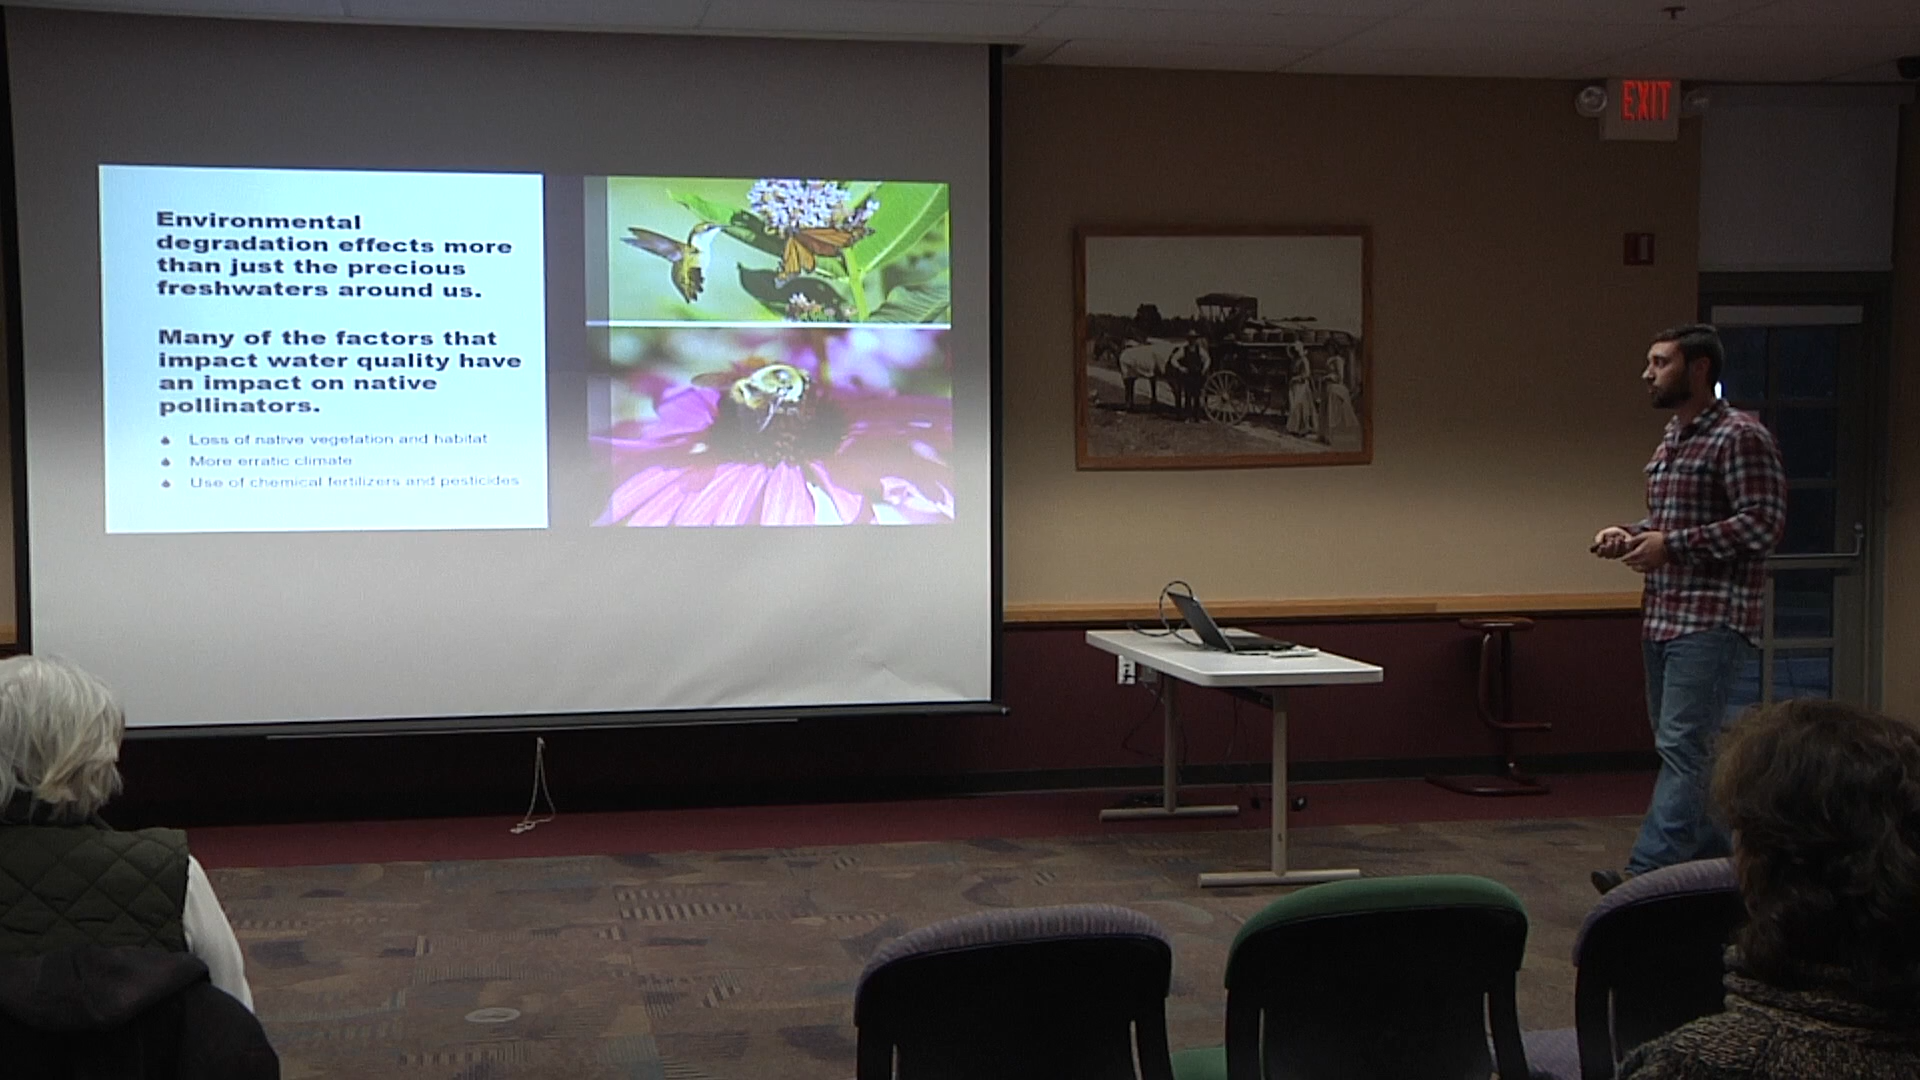 Environmental
degradation effects more
than just the precious
freshwaters around us.
Many of the factors that
impact water quality have
an impact on native
pollinators.
Loss of native vegetation and habitat
More erratic climate
Use of chemical fertilizers and pesticides
EXIT